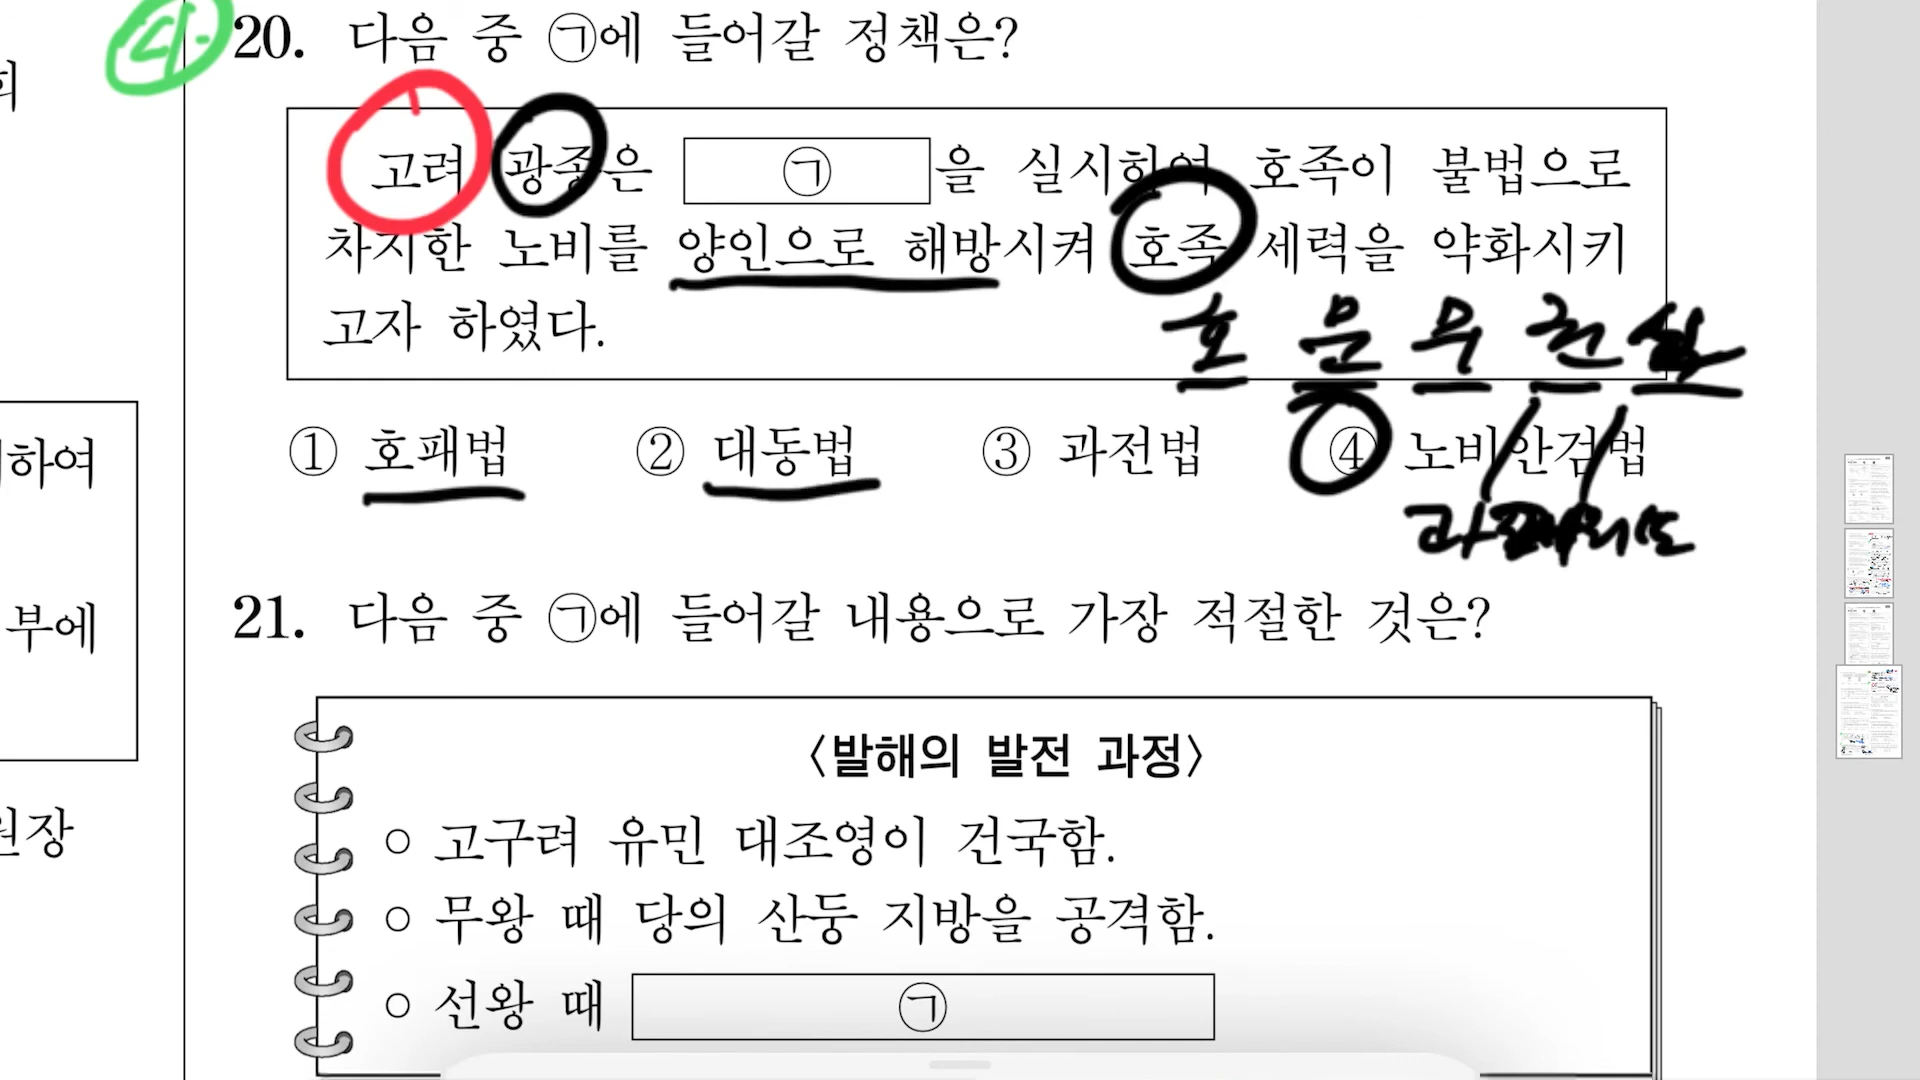 20. 다음 중 ㉠에 들어갈 정책은?
고려 광종은 ㉠을 실시하여 호족이 불법으로
차지한 노비를 양인으로 해방시켜 호족 세력을 약화시키
고자 하였다.
호 문 무 권 신
① 호패법 ② 대동법 ③ 과전법 ④ 노비안검법
21. 다음 중 ㉠에 들어갈 내용으로 가장 적절한 것은?
〈발해의 발전 과정〉
○ 고구려 유민 대조영이 건국함.
○ 무왕 때 당의 산둥 지방을 공격함.
○ 선왕 때 ㉠
하여
부에
원장